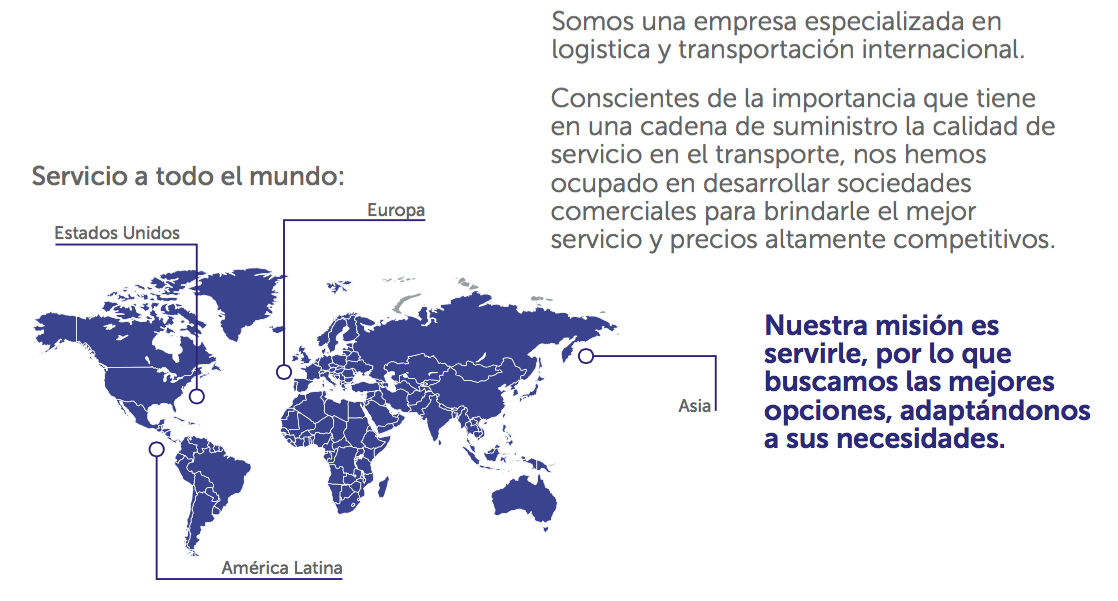 Somos una empresa especializada en
logistica y transportación internacional.
Conscientes de la importancia que tiene
en una cadena de suministro la calidad de
servicio en el transporte, nos hemos
ocupado en desarrollar sociedades
comerciales para brindarle el mejor
servicio y precios altamente competitivos.
Servicio a todo el mundo:
Europa
Estados Unidos
Asia
América Latina
Nuestra misión es
servirle, por lo que
buscamos las mejores
opciones, adaptándonos
a sus necesidades.